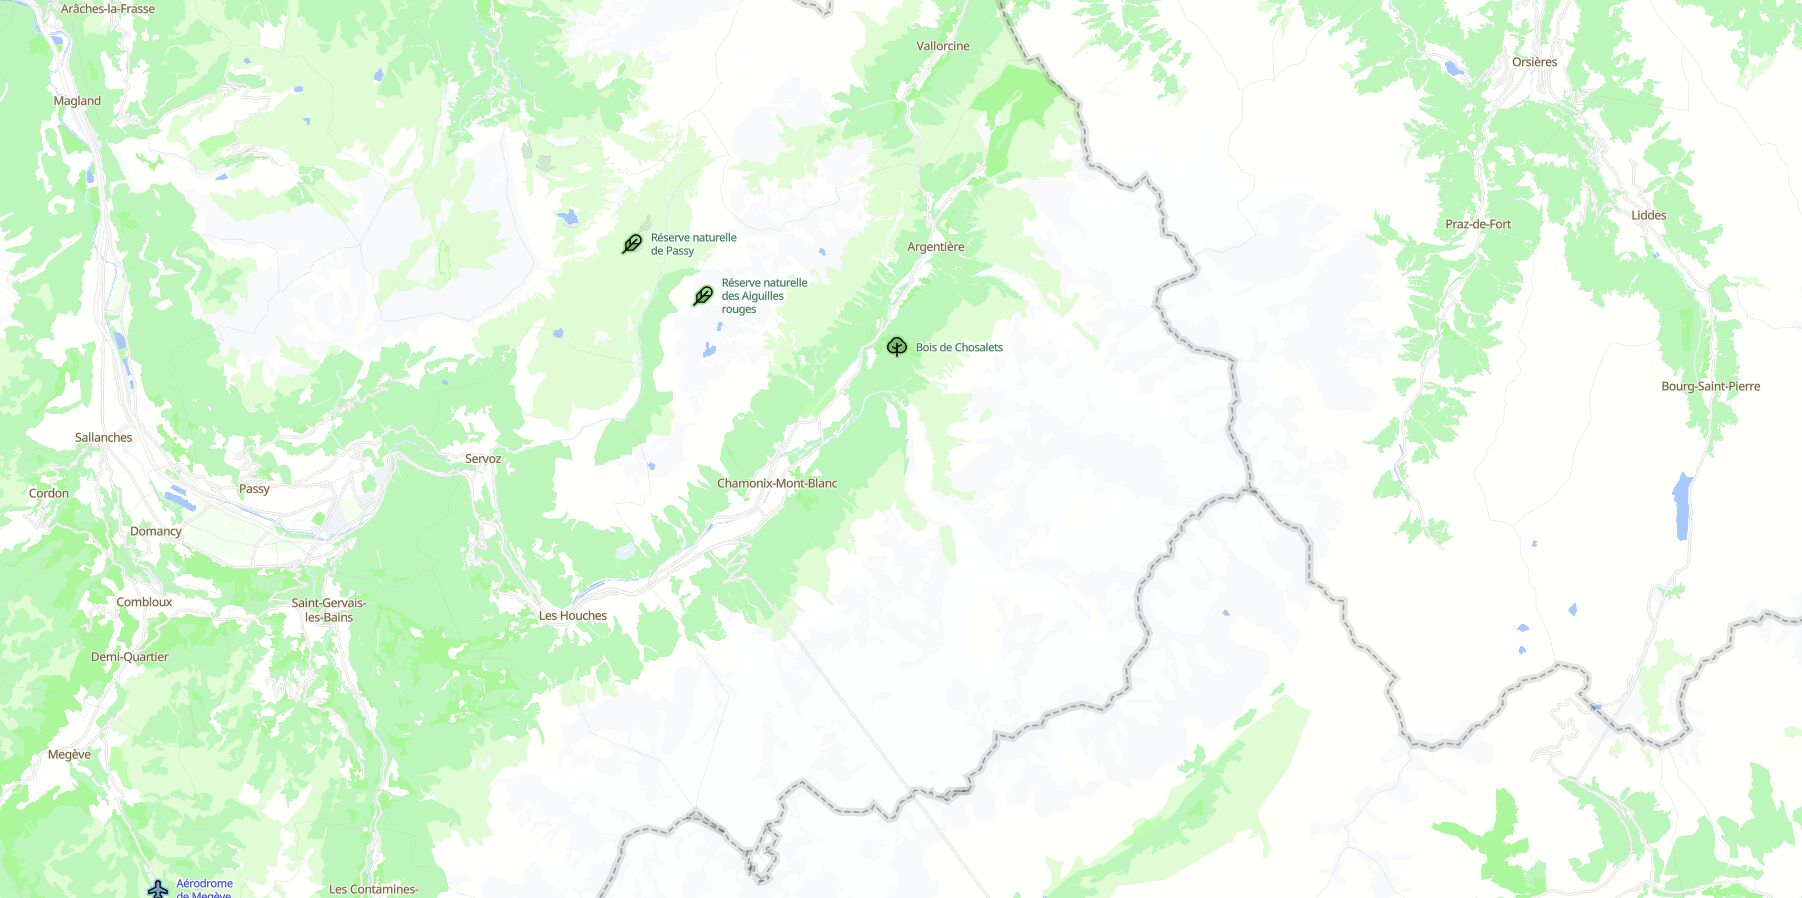 Arâches-la-Frasse
Vallorcine
Orsières
Magland
Praz-de-Fort
Liddes
Réserve naturelle
de Passy
Argentière
Réserve naturelle
des Aiguilles
rouges
Bois de Chosalets
Bourg-Saint-Pierre
Sallanches
Servoz
Passy
Chamonix-Mont-Blanc
Cordon
Domancy
Combloux
Saint-Gervais-
les-Bains
Les Houches
Demi-Quartier
Megève
Aérodrome
de Megève
Les Contamines-